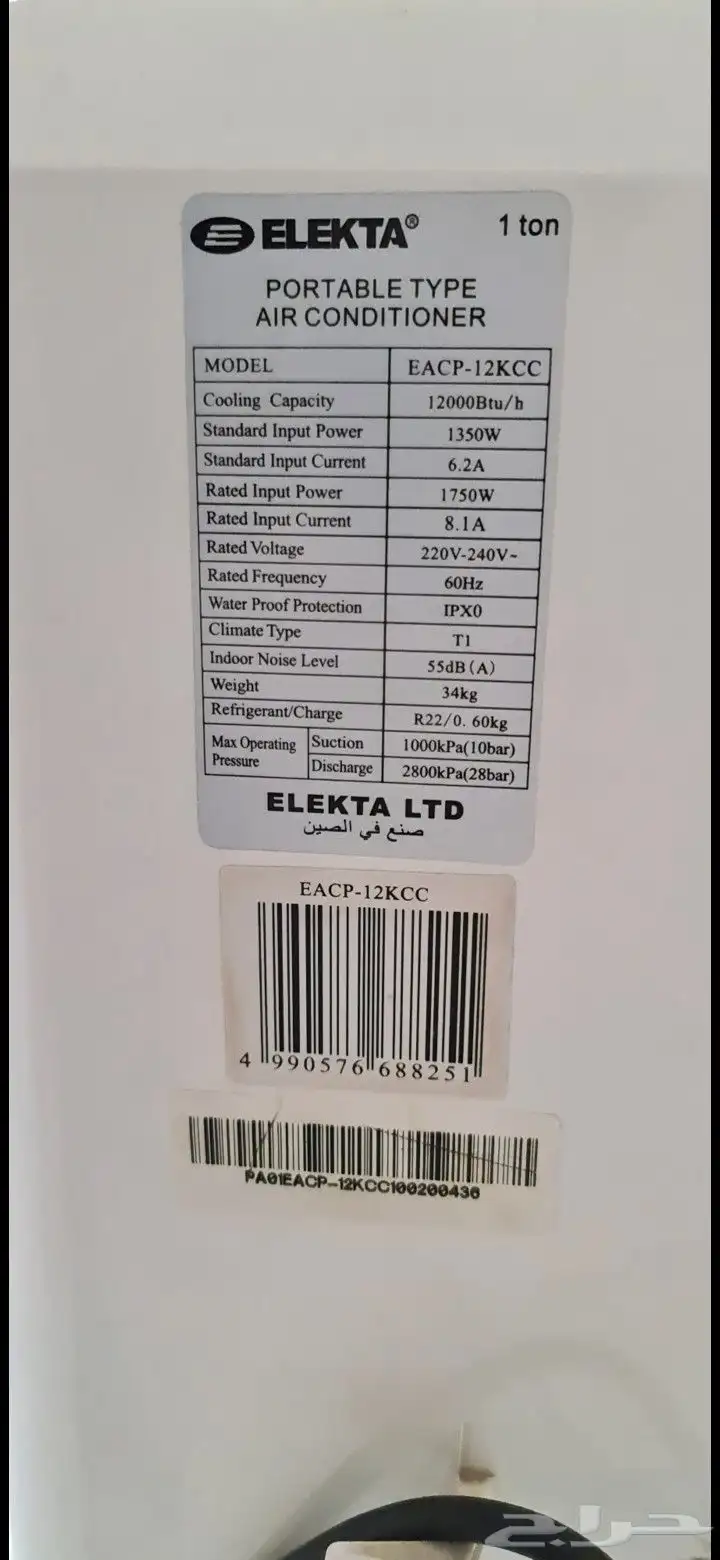 ELEKTA® 1 ton
PORTABLE TYPE
AIR CONDITIONER
MODEL EACP-12KCC
Cooling Capacity 12000Btu/h
Standard Input Power 1350W
Standard Input Current 6.2A
Rated Input Power 1750W
Rated Input Current 8.1A
Rated Voltage 220V-240V~
Rated Frequency 60Hz
Water Proof Protection IPX0
Climate Type T1
Indoor Noise Level 55dB(A)
Weight 34kg
Refrigerant/Charge R22/0. 60kg
Max Operating Pressure Suction 1000kPa(10bar)
Discharge 2800kPa(28bar)
ELEKTA LTD
صنع في الصين
EACP-12KCC
4 990576 688251
PA01EACP-12KCC100200436
حراج